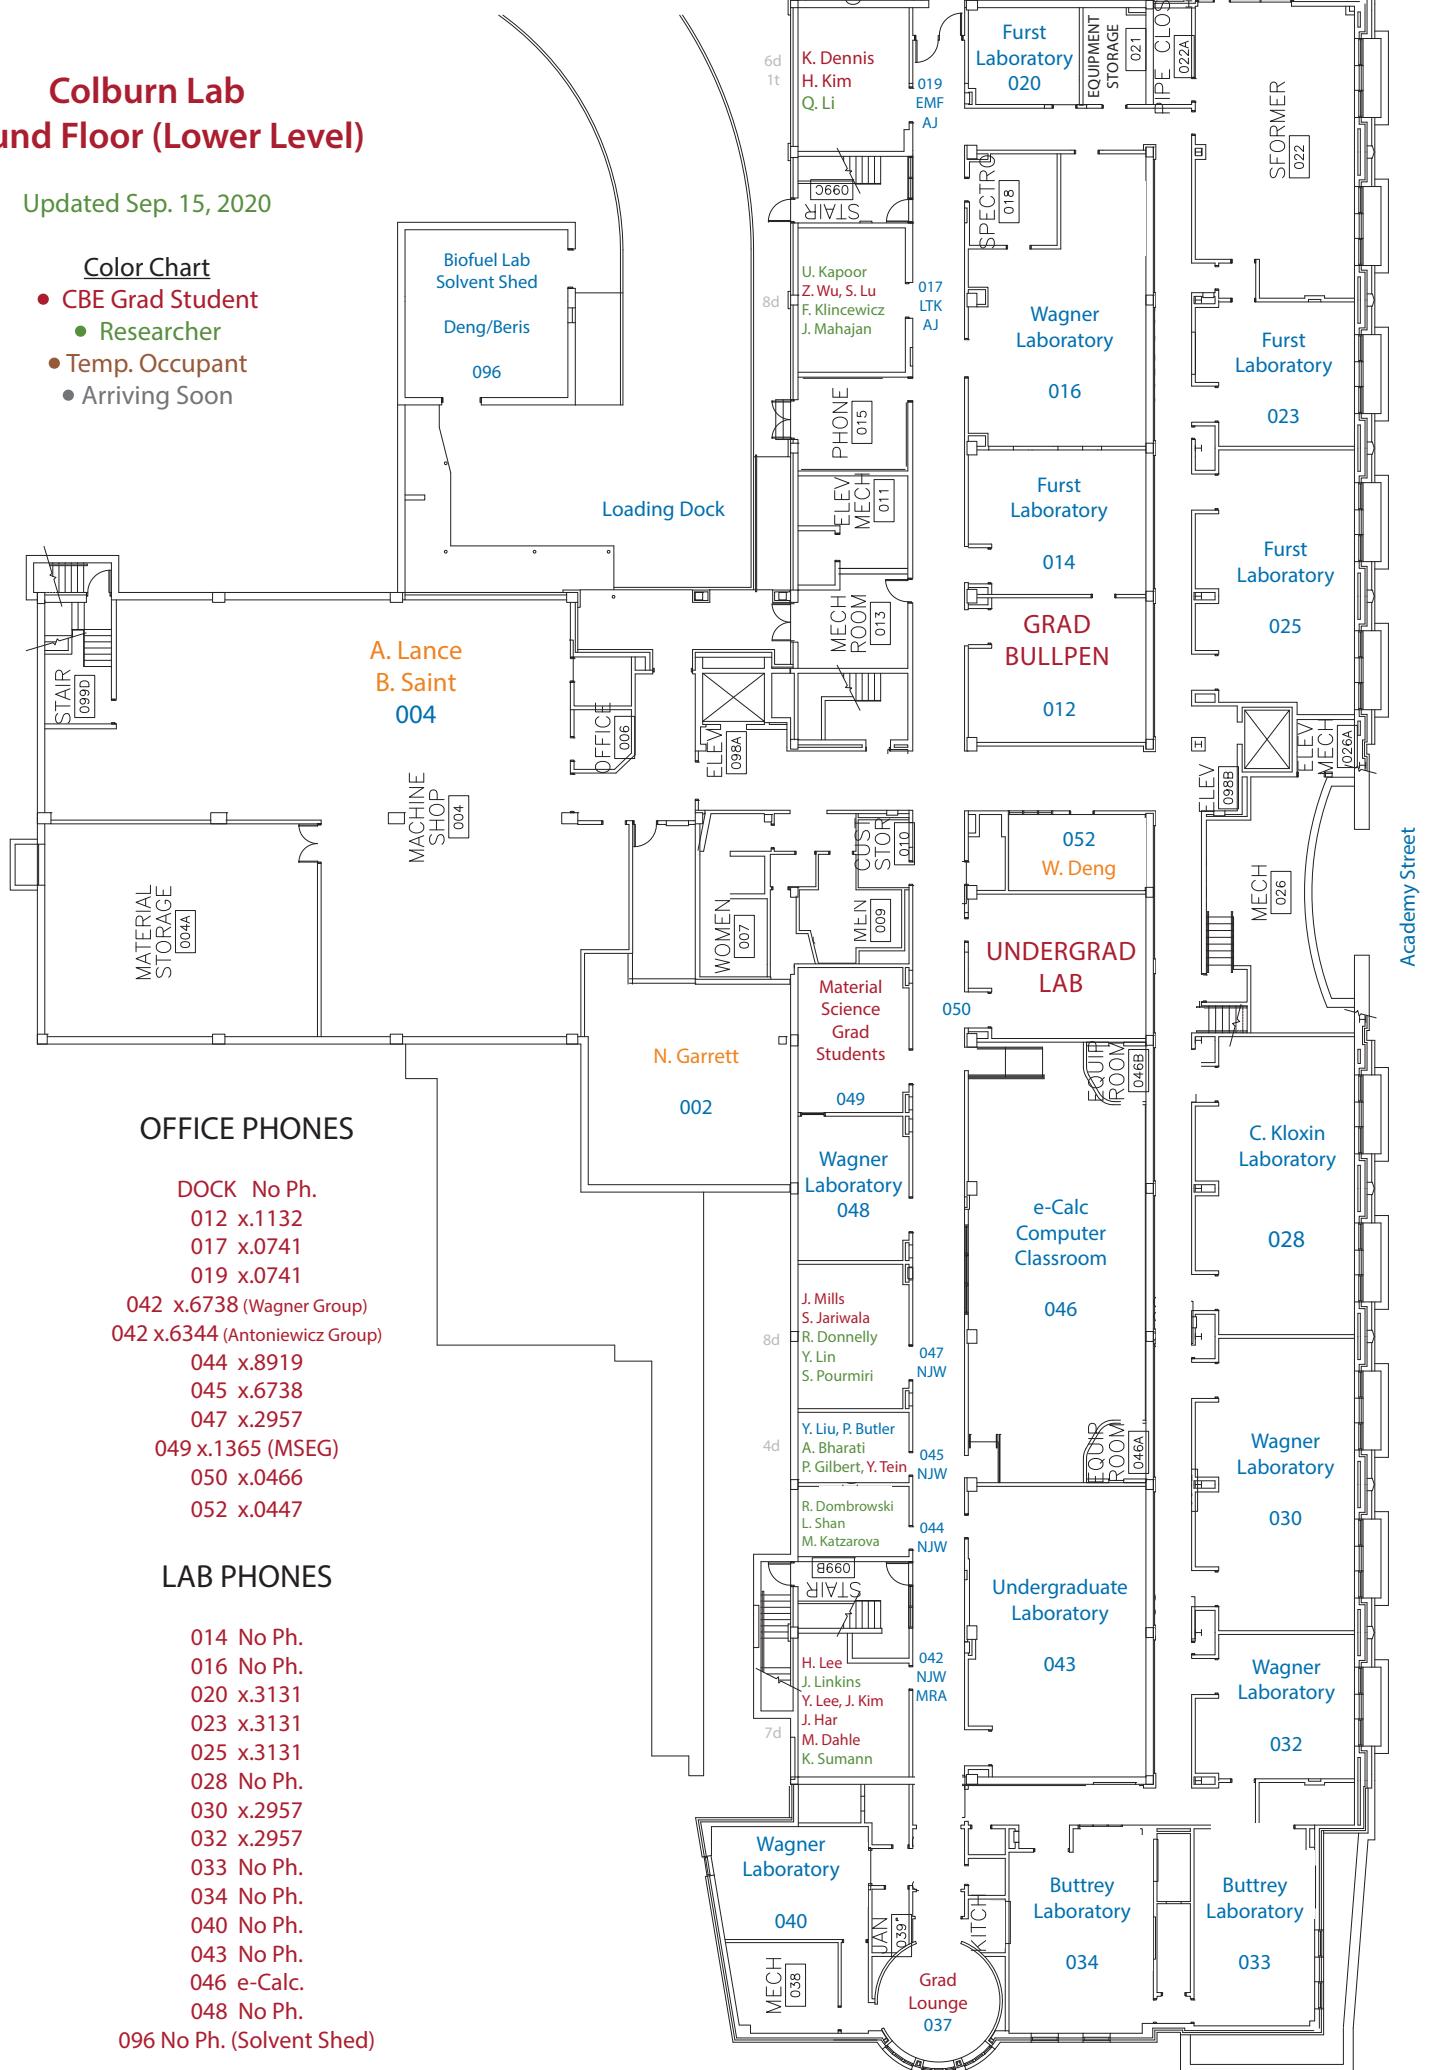 Colburn Lab
und Floor (Lower Level)
Updated Sep. 15, 2020
Color Chart
• CBE Grad Student
• Researcher
• Temp. Occupant
• Arriving Soon
Biofuel Lab
Solvent Shed
Deng/Beris
096
Loading Dock
6d
1t
K. Dennis
H. Kim
Q. Li
019
EMF
AJ
Furst
Laboratory
020
EQUIPMENT
STORAGE
021
PIPE CLOS
022A
SFORMER
022
STAIR
099C
SPECTRO
018
8d
U. Kapoor
Z. Wu, S. Lu
F. Klincewicz
J. Mahajan
017
LTK
AJ
Wagner
Laboratory
016
Furst
Laboratory
023
PHONE
015
ELEV
MECH
011
Furst
Laboratory
014
Furst
Laboratory
025
MECH
ROOM
013
GRAD
BULLPEN
012
A. Lance
B. Saint
004
STAIR
099D
OFFICE
006
ELEV
098A
ELEV
098B
ELEV
MECH
026A
MACHINE
SHOP
004
MATERIAL
STORAGE
004A
WOMEN
007
CUST
STOR
010
MEN
009
052
W. Deng
MECH
026
Academy Street
UNDERGRAD
LAB
050
Material
Science
Grad
Students
049
N. Garrett
002
EQUIP
ROOM
046B
Wagner
Laboratory
048
e-Calc
Computer
Classroom
046
C. Kloxin
Laboratory
028
OFFICE PHONES
DOCK No Ph.
012 x.1132
017 x.0741
019 x.0741
042 x.6738 (Wagner Group)
042 x.6344 (Antoniewicz Group)
044 x.8919
045 x.6738
047 x.2957
049 x.1365 (MSEG)
050 x.0466
052 x.0447
8d
J. Mills
S. Jariwala
R. Donnelly
Y. Lin
S. Pourmiri
047
NJW
4d
Y. Liu, P. Butler
A. Bharati
P. Gilbert, Y. Tein
045
NJW
EQUIP
ROOM
046A
Wagner
Laboratory
030
R. Dombrowski
L. Shan
M. Katzarova
044
NJW
STAIR
099B
Undergraduate
Laboratory
043
7d
H. Lee
J. Linkins
Y. Lee, J. Kim
J. Har
M. Dahle
K. Sumann
042
NJW
MRA
Wagner
Laboratory
032
LAB PHONES
014 No Ph.
016 No Ph.
020 x.3131
023 x.3131
025 x.3131
028 No Ph.
030 x.2957
032 x.2957
033 No Ph.
034 No Ph.
040 No Ph.
043 No Ph.
046 e-Calc.
048 No Ph.
096 No Ph. (Solvent Shed)
Wagner
Laboratory
040
MECH
038
JAN
039
KITCH
Grad
Lounge
037
Buttrey
Laboratory
034
Buttrey
Laboratory
033